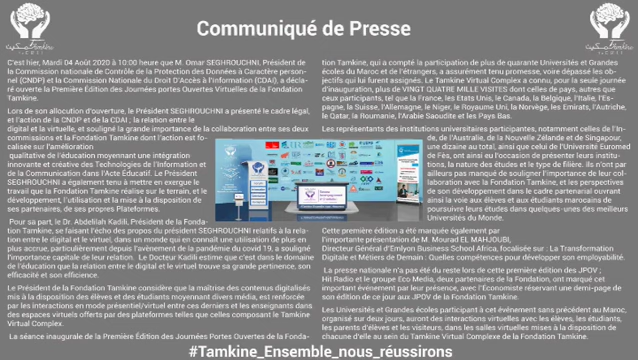 Communiqué de Presse
C'est hier, Mardi 04 Août 2020 à 10:00 heure que M. Omar SEGHROUCHNI, Président de
la Commission nationale de Contrôle de la Protection des Données à Caractère person-
nel (CNDP) et la Commission Nationale du Droit D'Accès à l'Information (CDAI), a décla-
ré ouverte la Première Édition des Journées portes Ouvertes Virtuelles de la Fondation
Tamkine.
Lors de son allocution d'ouverture, le Président SEGHROUCHNI a présenté le cadre légal,
et l'action de la CNDP et de la CDAI ; la relation entre le
digital et la virtuelle, et souligné la grande importance de la collaboration entre ses deux
commissions et la Fondation Tamkine dont l'action est fo-
calisée sur l'amélioration
qualitative de l'éducation moyennant une intégration
innovante et créative des Technologies de l'Information et
de la Communication dans l'Acte Éducatif. Le Président
SEGHROUCHNI a également tenu à mettre en exergue le
travail que la Fondation Tamkine réalise sur le terrain, et le
développement, l'utilisation et la mise à la disposition de
ses partenaires, de ses propres Plateformes.
Pour sa part, le Dr. Abdellah Kadili, Président de la Fonda-
tion Tamkine, se faisant l'écho des propos du président SEGHROUCHNI relatifs à la rela-
tion entre le digital et le virtuel, dans un monde qui en connaît une utilisation de plus en
plus accrue, particulièrement depuis l'avènement de la pandémie du covid 19, a souligné
l'importance capitale de leur relation. Le Docteur Kadili estime que c'est dans le domaine
de l'éducation que la relation entre le digital et le virtuel trouve sa grande pertinence, son
efficacité et son efficience.
Le Président de la Fondation Tamkine considère que la maîtrise des contenus digitalisés
mis à la disposition des élèves et des étudiants moyennant divers média, est renforcée
par les interactions en mode présentiel/virtuel entre ces derniers et les enseignants dans
des espaces virtuels offerts par des plateformes telles que celles composant le Tamkine
Virtual Complex.
La séance inaugurale de la Première Édition des Journées Portes Ouvertes de la Fonda-
tion Tamkine, qui a compté la participation de plus de quarante Universités et Grandes
écoles du Maroc et de l'étrangers, a assurément tenu promesse, voire dépasse les ob-
jectifs qui lui furent assignés. Le Tamkine Virtual Complex a connu, pour la seule journée
d'inauguration, plus de VINGT QUATRE MILLE VISITES dont celles de pays, autres que
ceux participants, tel que la France, les Etats Unis, le Canada, la Belgique, l'Italie, l'Es-
pagne, la Suisse, l'Allemagne, le Niger, le Royaume Uni, la Norvège, les Emirats, l'Autriche,
le Qatar, la Roumanie, l'Arabie Saoudite et les Pays Bas.
Les représentants des institutions universitaires participantes, notamment celles de l'In-
de, de l'Australie, de la Nouvelle Zélande et de Singapour,
une dizaine au total, ainsi que celui de l'Université Euromed
de Fès, ont ainsi eu l'occasion de présenter leurs institu-
tions, la nature des études et le type de filière. Ils n'ont par
ailleurs pas manqué de souligner l'importance de leur col-
laboration avec la Fondation Tamkine, et les perspectives
de son développement dans le cadre partenarial ouvrant
ainsi la voie aux élèves et aux étudiants marocains de
poursuivre leurs études dans quelques-unes des meilleurs
Universités du Monde.
Cette première édition a été marquée également par
l'importante présentation de M. Mourad EL MAHJOUBI,
Directeur Général d'Emlyon Business School Africa, focalisée sur : La Transformation
Digitale et Métiers de Demain : Quelles compétences pour développer son employabilité.
La presse nationale n'a pas été du reste lors de cette première édition des JPOV ;
Hit Radio et le groupe Eco Media, deux partenaires de la Fondation, ont marqué cet
important événement par leur présence, avec l'Économiste réservant une demi-page de
son édition de ce jour aux JPOV de la Fondation Tamkine.
Les Universités et Grandes écoles participant à cet événement sans précédent au Maroc,
organisé sur deux jours, auront des interactions virtuelles avec les élèves, les étudiants,
les parents d'élèves et les visiteurs, dans les salles virtuelles mises à la disposition de
chacune d'elle au sein du Tamkine Virtual Complexe de la Fondation Tamkine.
#Tamkine_Ensemble_nous_réussirons